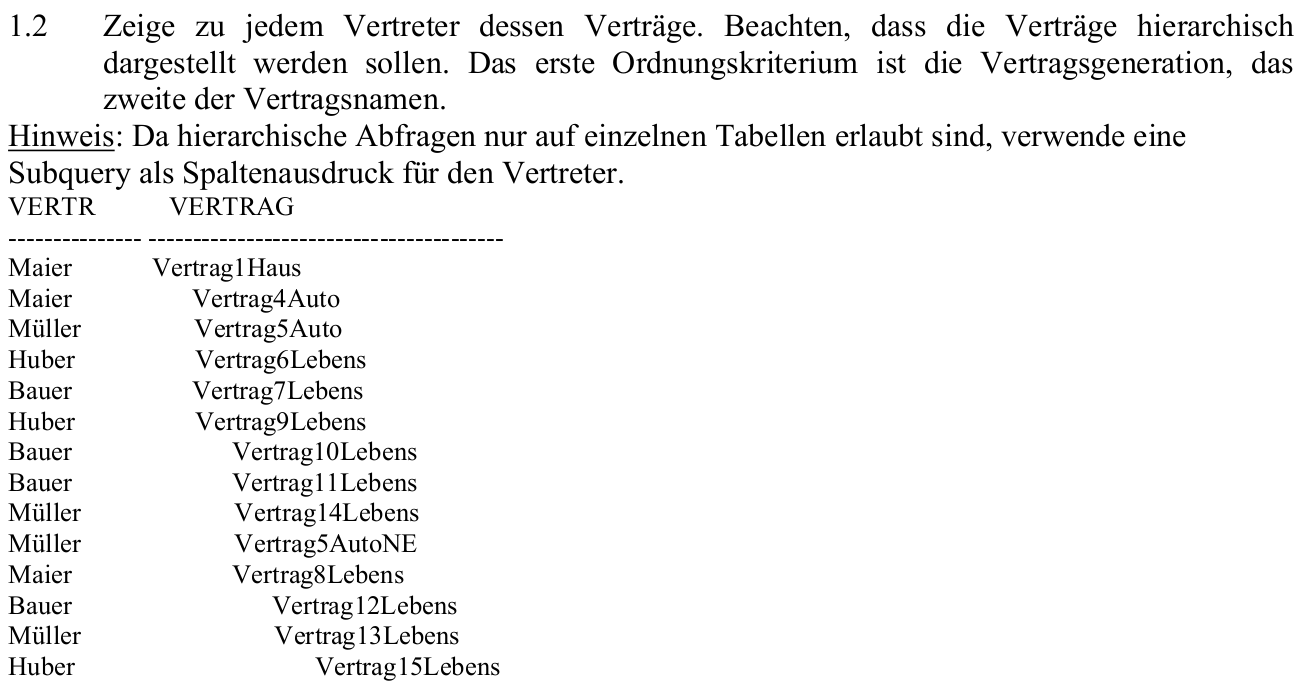 1.2 Zeige zu jedem Vertreter dessen Verträge. Beachten, dass die Verträge hierarchisch
dargestellt werden sollen. Das erste Ordnungskriterium ist die Vertragsgeneration, das
zweite der Vertragsnamen.
Hinweis: Da hierarchische Abfragen nur auf einzelnen Tabellen erlaubt sind, verwende eine
Subquery als Spaltenausdruck für den Vertreter.
VERTR VERTRAG
--------------- ----------------------------------------
Maier Vertrag1Haus
Maier Vertrag4Auto
Müller Vertrag5Auto
Huber Vertrag6Lebens
Bauer Vertrag7Lebens
Huber Vertrag9Lebens
Bauer Vertrag10Lebens
Bauer Vertrag11Lebens
Müller Vertrag14Lebens
Müller Vertrag5AutoNE
Maier Vertrag8Lebens
Bauer Vertrag12Lebens
Müller Vertrag13Lebens
Huber Vertrag15Lebens